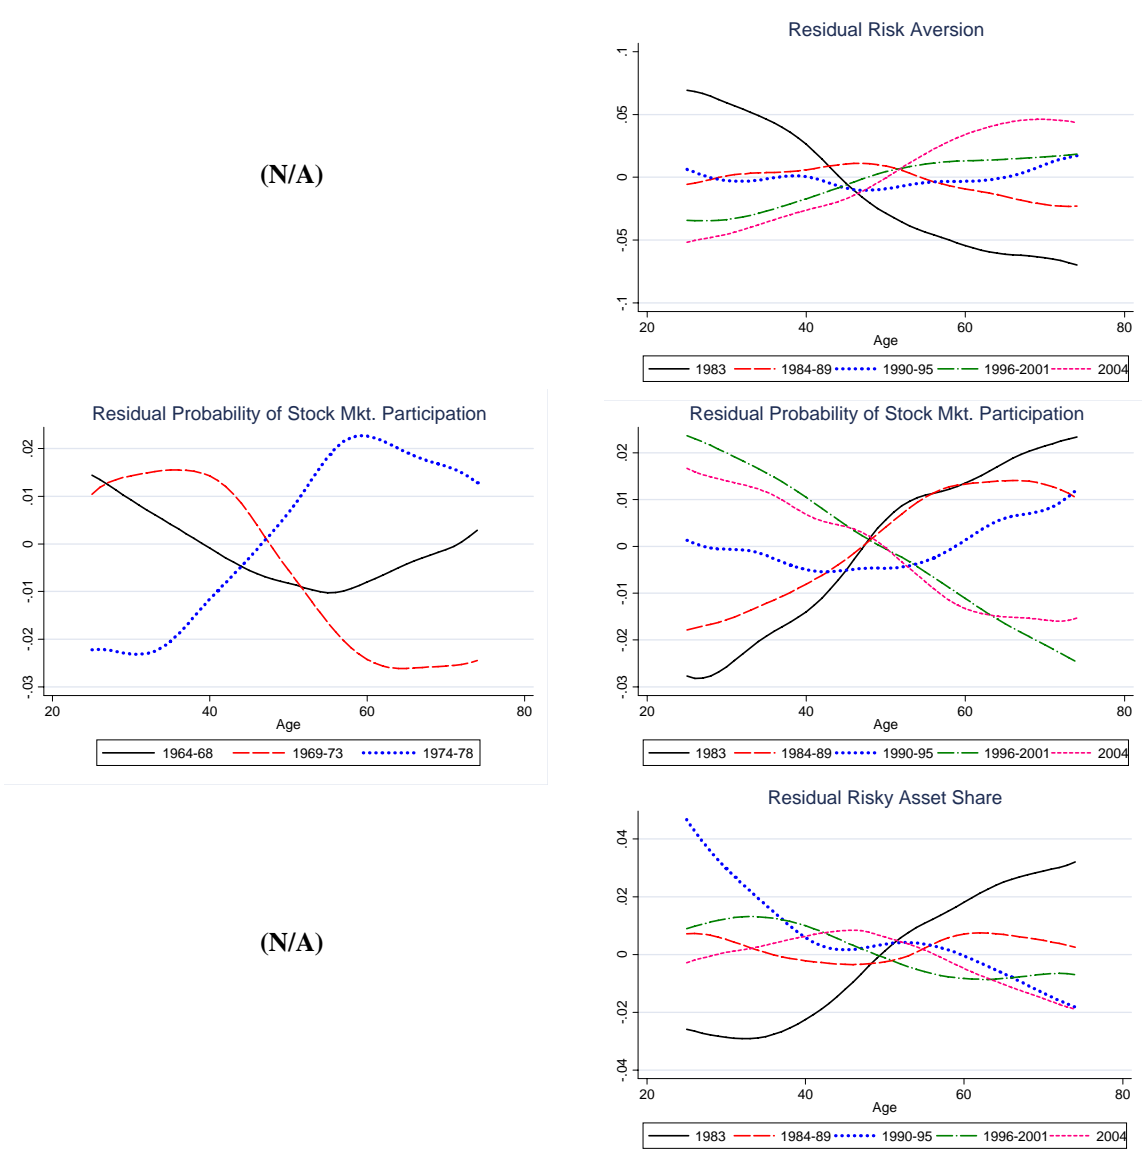 Residual Risk Aversion
(N/A)
.1
.05
0
-.05
-.1
20 40 60 80
Age
1983 1984-89 1990-95 1996-2001 2004
Residual Probability of Stock Mkt. Participation
.02
.01
0
-.01
-.02
-.03
20 40 60 80
Age
1964-68 1969-73 1974-78
Residual Probability of Stock Mkt. Participation
.02
.01
0
-.01
-.02
-.03
20 40 60 80
Age
1983 1984-89 1990-95 1996-2001 2004
(N/A)
Residual Risky Asset Share
.04
.02
0
-.02
-.04
20 40 60 80
Age
1983 1984-89 1990-95 1996-2001 2004